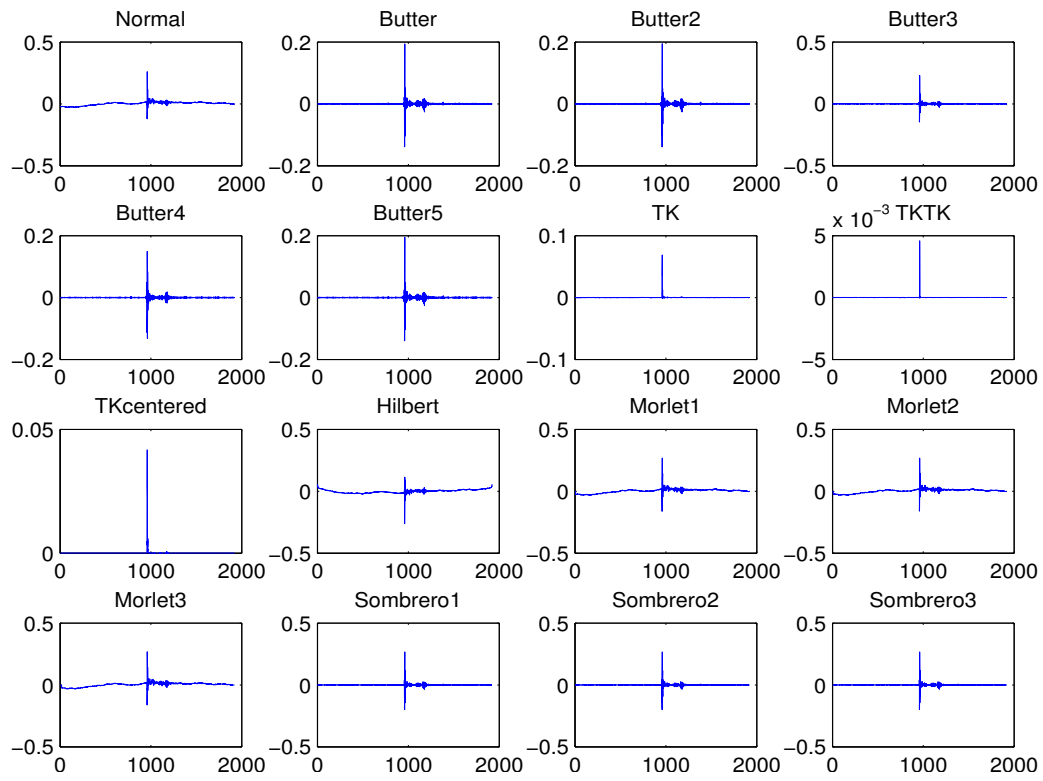 Normal Butter Butter2 Butter3
0.5 0.2 0.2 0.5
0 0 0 0
−0.5 −0.2 −0.2 −0.5
0 1000 2000 0 1000 2000 0 1000 2000 0 1000 2000
Butter4 Butter5 TK x 10−3 TKTK
0.2 0.2 0.1 5
0 0 0 0
−0.2 −0.2 −0.1 −5
0 1000 2000 0 1000 2000 0 1000 2000 0 1000 2000
TKcentered Hilbert Morlet1 Morlet2
0.05 0.5 0.5 0.5
0 0 0
0 −0.5 −0.5 −0.5
0 1000 2000 0 1000 2000 0 1000 2000 0 1000 2000
Morlet3 Sombrero1 Sombrero2 Sombrero3
0.5 0.5 0.5 0.5
0 0 0 0
−0.5 −0.5 −0.5 −0.5
0 1000 2000 0 1000 2000 0 1000 2000 0 1000 2000